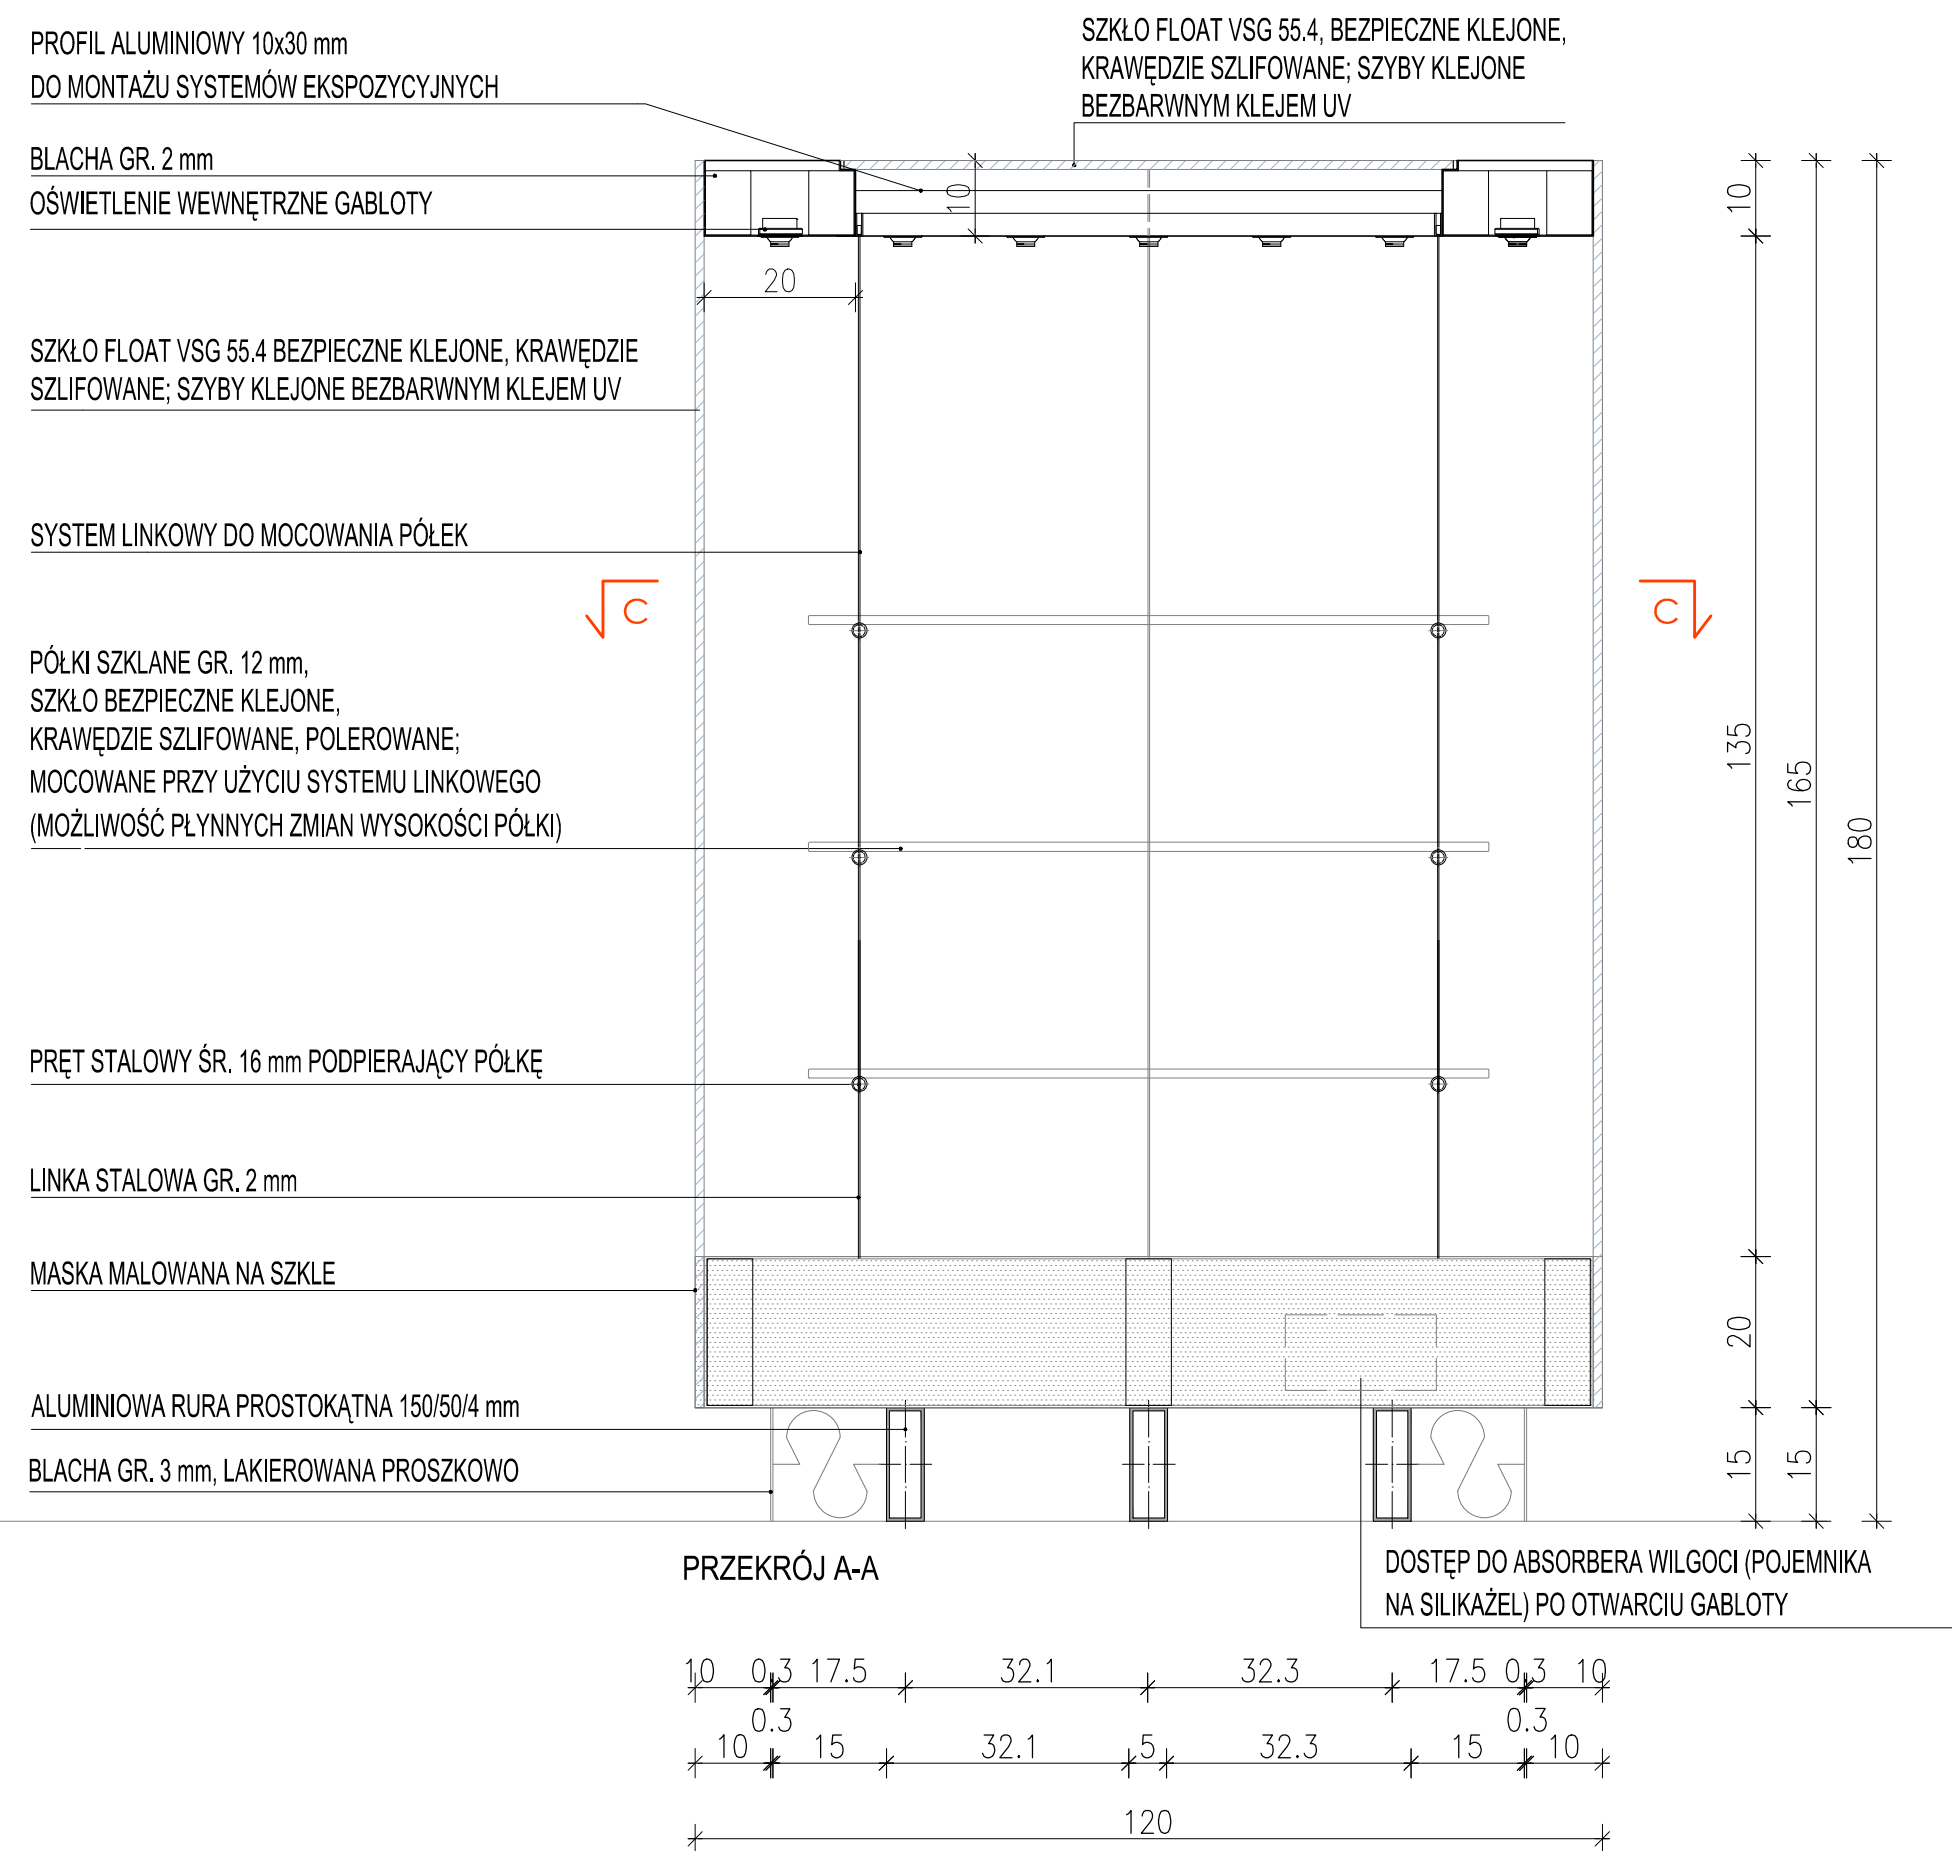 PROFIL ALUMINIOWY 10x30 mm
DO MONTAŻU SYSTEMÓW EKSPOZYCYJNYCH
SZKŁO FLOAT VSG 55.4, BEZPIECZNE KLEJONE,
KRAWĘDZIE SZLIFOWANE; SZYBY KLEJONE
BEZBARWNYM KLEJEM UV
BLACHA GR. 2 mm
OŚWIETLENIE WEWNĘTRZNE GABLOTY
10
10
20
SZKŁO FLOAT VSG 55.4 BEZPIECZNE KLEJONE, KRAWĘDZIE
SZLIFOWANE; SZYBY KLEJONE BEZBARWNYM KLEJEM UV
SYSTEM LINKOWY DO MOCOWANIA PÓŁEK
C
C
PÓŁKI SZKLANE GR. 12 mm,
SZKŁO BEZPIECZNE KLEJONE,
KRAWĘDZIE SZLIFOWANE, POLEROWANE;
MOCOWANE PRZY UŻYCIU SYSTEMU LINKOWEGO
(MOŻLIWOŚĆ PŁYNNYCH ZMIAN WYSOKOŚCI PÓŁKI)
135
165
180
PRĘT STALOWY ŚR. 16 mm PODPIERAJĄCY PÓŁKĘ
LINKA STALOWA GR. 2 mm
MASKA MALOWANA NA SZKLE
20
ALUMINIOWA RURA PROSTOKĄTNA 150/50/4 mm
BLACHA GR. 3 mm, LAKIEROWANA PROSZKOWO
15
15
PRZEKRÓJ A-A
DOSTĘP DO ABSORBERA WILGOCI (POJEMNIKA
NA SILIKAŻEL) PO OTWARCIU GABLOTY
10 0.3 17.5 32.1 32.3 17.5 0.3 10
0.3 0.3
10 15 32.1 5 32.3 15 10
120